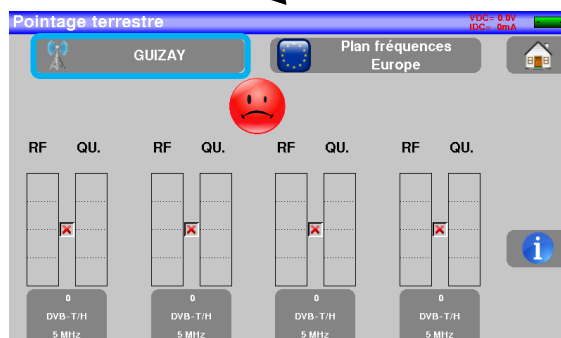 Pointage terrestre
VDC= 0.0V
IDC= 0mA
GUIZAY
Plan fréquences
Europe
RF QU. RF QU. RF QU. RF QU.
i
0 0 0 0
DVB-T/H DVB-T/H DVB-T/H DVB-T/H
5 MHz 5 MHz 5 MHz 5 MHz